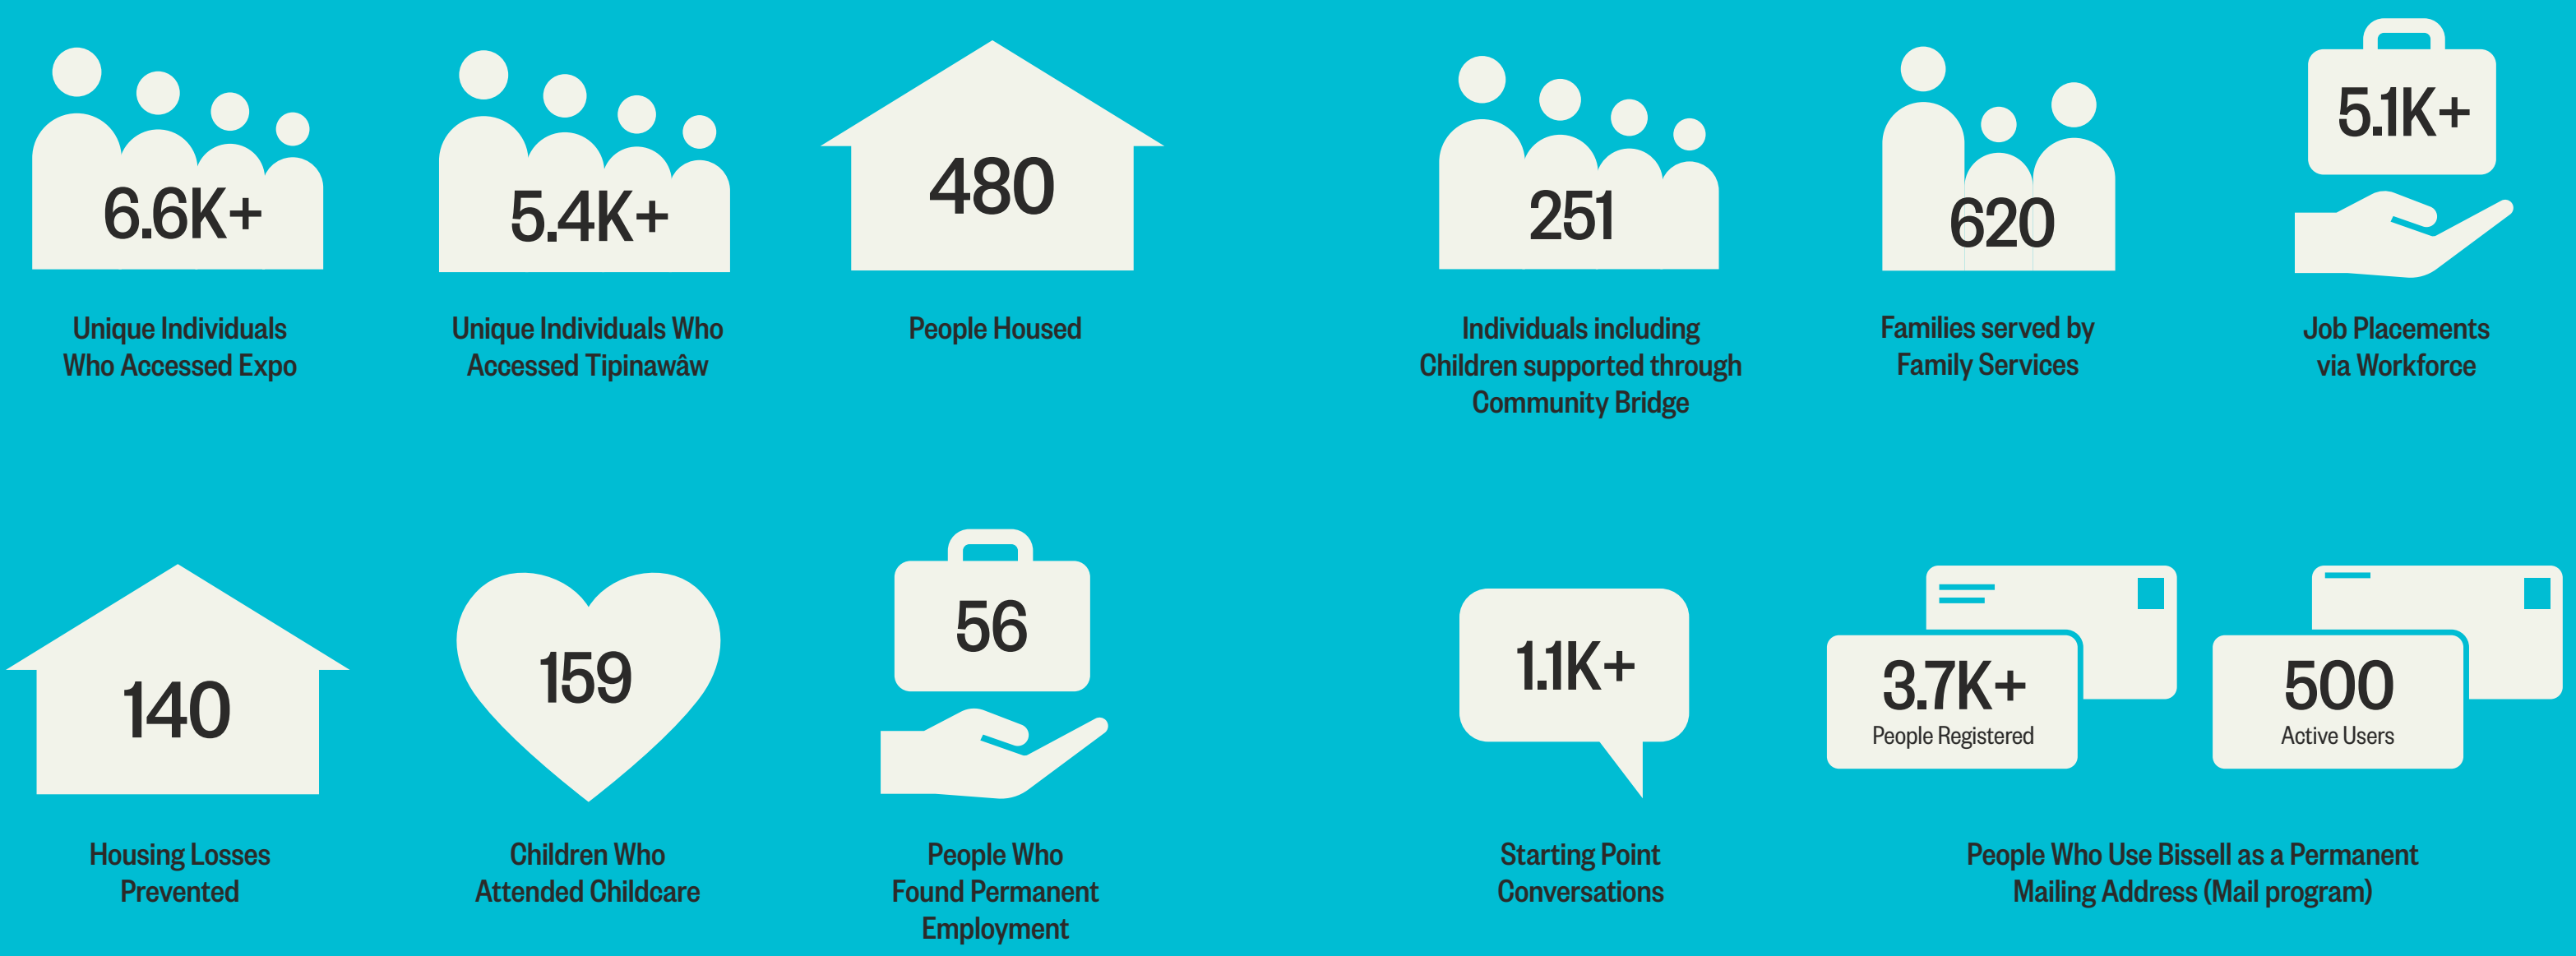 6.6K+
Unique Individuals
Who Accessed Expo
5.4K+
Unique Individuals Who
Accessed Tipinawâw
480
People Housed
251
Individuals including
Children supported through
Community Bridge
620
Families served by
Family Services
5.1K+
Job Placements
via Workforce
140
Housing Losses
Prevented
159
Children Who
Attended Childcare
56
People Who
Found Permanent
Employment
1.1K+
Starting Point
Conversations
3.7K+
People Registered
500
Active Users
People Who Use Bissell as a Permanent
Mailing Address (Mail program)